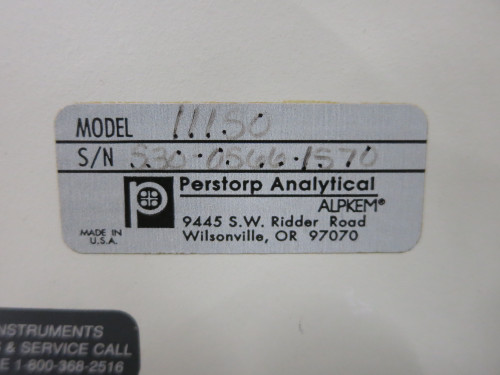 MODEL 11150
S/N 530-0566-1570
Perstorp Analytical
ALPKEM®
9445 S.W. Ridder Road
Wilsonville, OR 97070
MADE IN
U.S.A.
INSTRUMENTS
& SERVICE CALL
1-800-368-2516